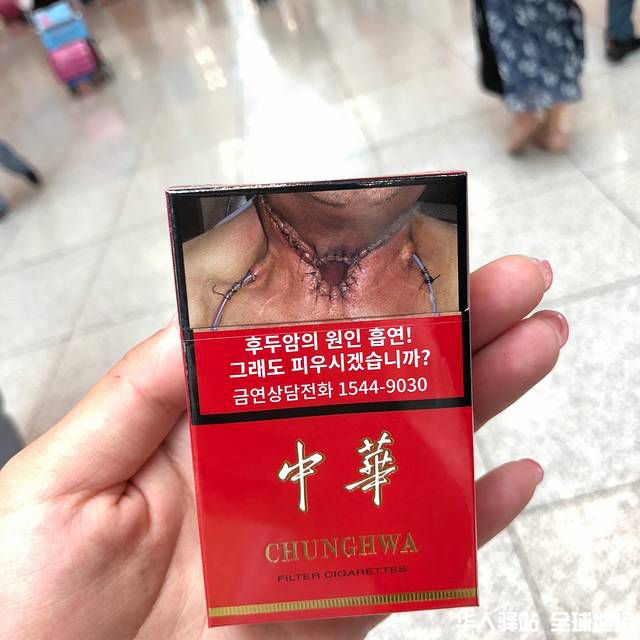 후두암의 원인 흡연!
그래도 피우시겠습니까?
금연상담전화 1544-9030
中華
CHUNGHWA
FILTER CIGARETTES
华人驿站 全球地